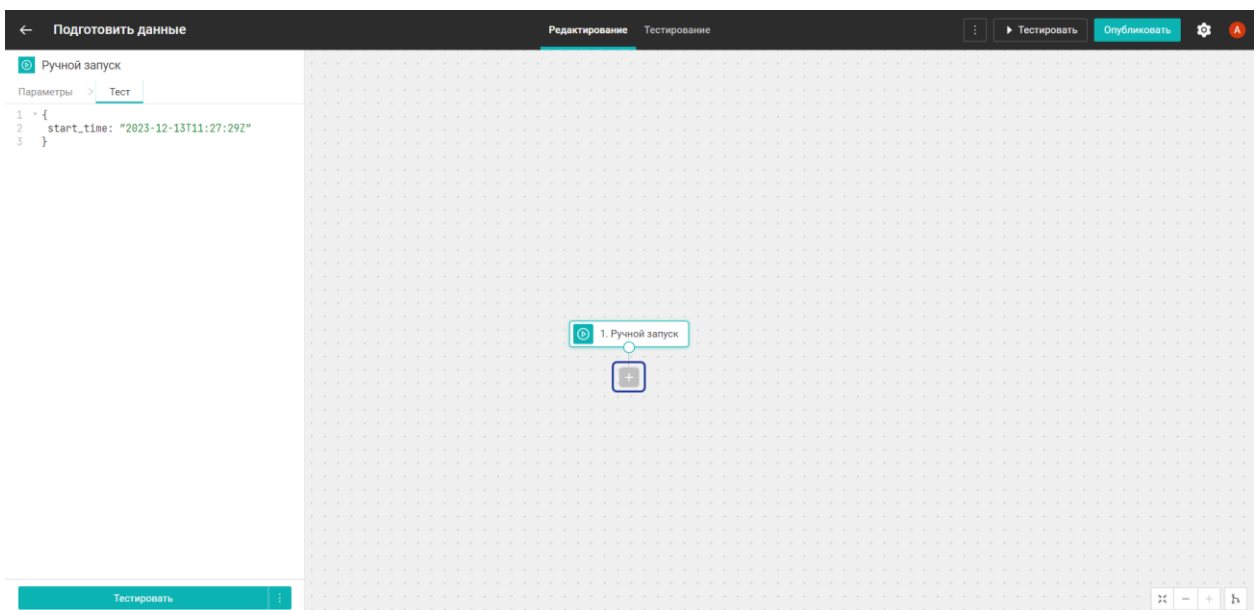 Подготовить данные
Редактирование Тестирование
Тестировать
Опубликовать
А
Ручной запуск
Параметры > Тест
1 {
2 start_time: "2023-12-13T11:27:29Z"
3 }
1. Ручной запуск
Тестировать